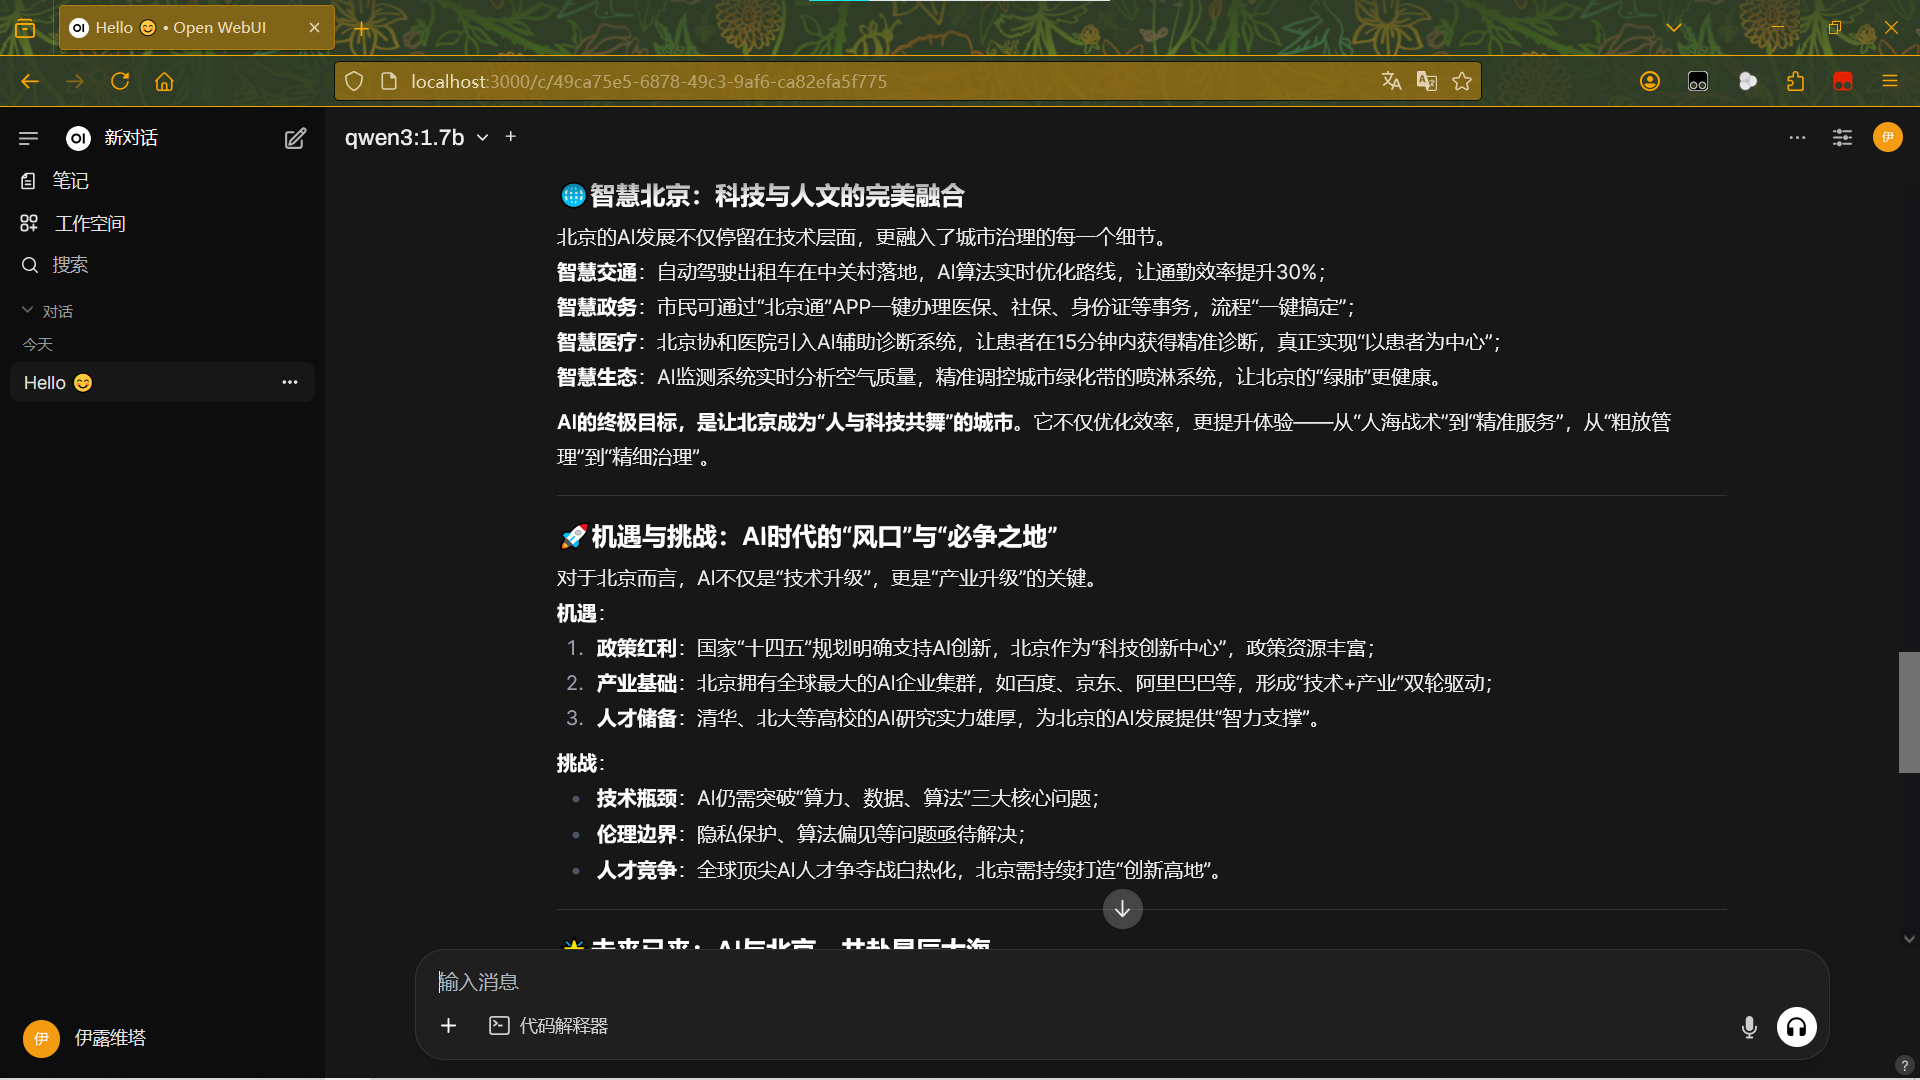 Hello 😊 • Open WebUI
localhost:3000/c/49ca75e5-6878-49c3-9af6-ca82efa5f775
OI 新对话
笔记
工作空间
搜索
对话
今天
Hello 😊
伊 伊露维塔
qwen3:1.7b
伊
🌐 智慧北京：科技与人文的完美融合
北京的AI发展不仅停留在技术层面，更融入了城市治理的每一个细节。
智慧交通：自动驾驶出租车在中关村落地，AI算法实时优化路线，让通勤效率提升30%；
智慧政务：市民可通过“北京通”APP一键办理医保、社保、身份证等事务，流程“一键搞定”；
智慧医疗：北京协和医院引入AI辅助诊断系统，让患者在15分钟内获得精准诊断，真正实现“以患者为中心”；
智慧生态：AI监测系统实时分析空气质量，精准调控城市绿化带的喷淋系统，让北京的“绿肺”更健康。
AI的终极目标，是让北京成为“人与科技共舞”的城市。它不仅优化效率，更提升体验——从“人海战术”到“精准服务”，从“粗放管
理”到“精细治理”。
🚀 机遇与挑战：AI时代的“风口”与“必争之地”
对于北京而言，AI不仅是“技术升级”，更是“产业升级”的关键。
机遇：
1. 政策红利：国家“十四五”规划明确支持AI创新，北京作为“科技创新中心”，政策资源丰富；
2. 产业基础：北京拥有全球最大的AI企业集群，如百度、京东、阿里巴巴等，形成“技术+产业”双轮驱动；
3. 人才储备：清华、北大等高校的AI研究实力雄厚，为北京的AI发展提供“智力支撑”。
挑战：
• 技术瓶颈：AI仍需突破“算力、数据、算法”三大核心问题；
• 伦理边界：隐私保护、算法偏见等问题亟待解决；
• 人才竞争：全球顶尖AI人才争夺战白热化，北京需持续打造“创新高地”。
🌟 未来已来：AI与北京，共赴星辰大海
输入消息
代码解释器
?